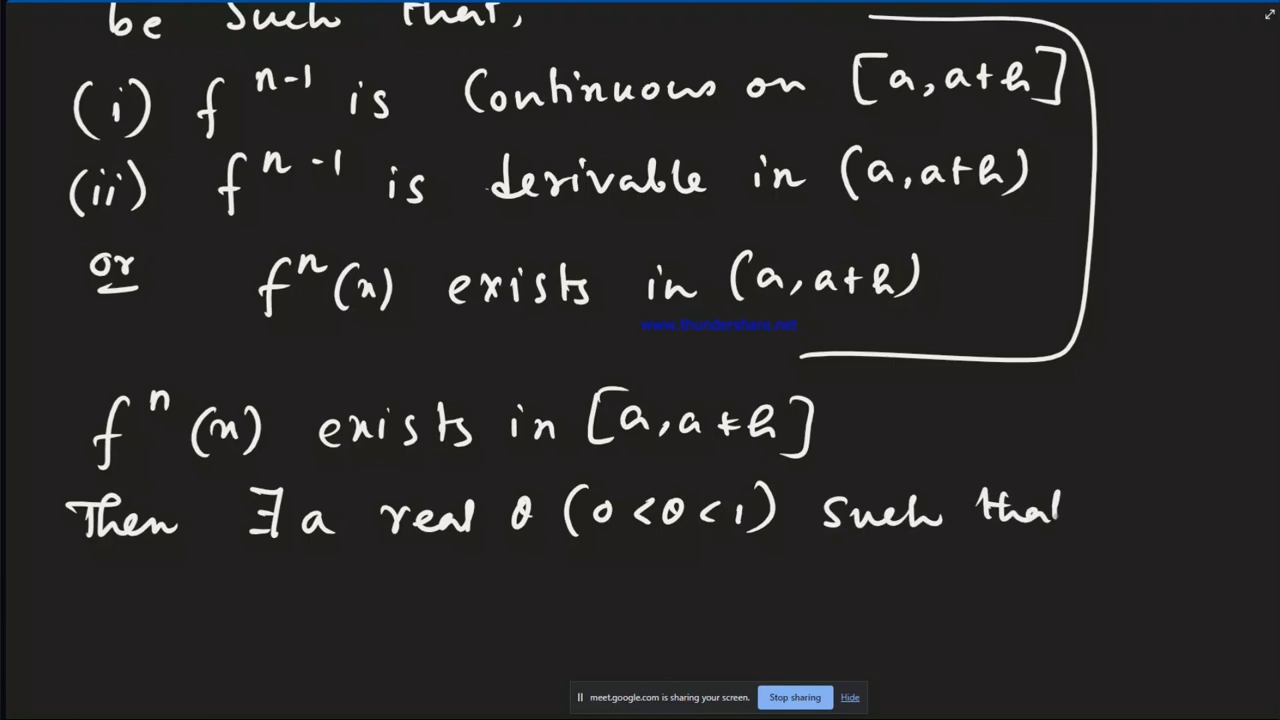 be such that,
(i) f^{n-1} is continuous on [a, a+h]
(ii) f^{n-1} is derivable in (a, a+h)
or f^n(x) exists in (a, a+h)
www.thundershare.net
f^n(x) exists in [a, a+h]
Then ∃ a real θ (0<θ<1) such that
meet.google.com is sharing your screen. Stop sharing Hide